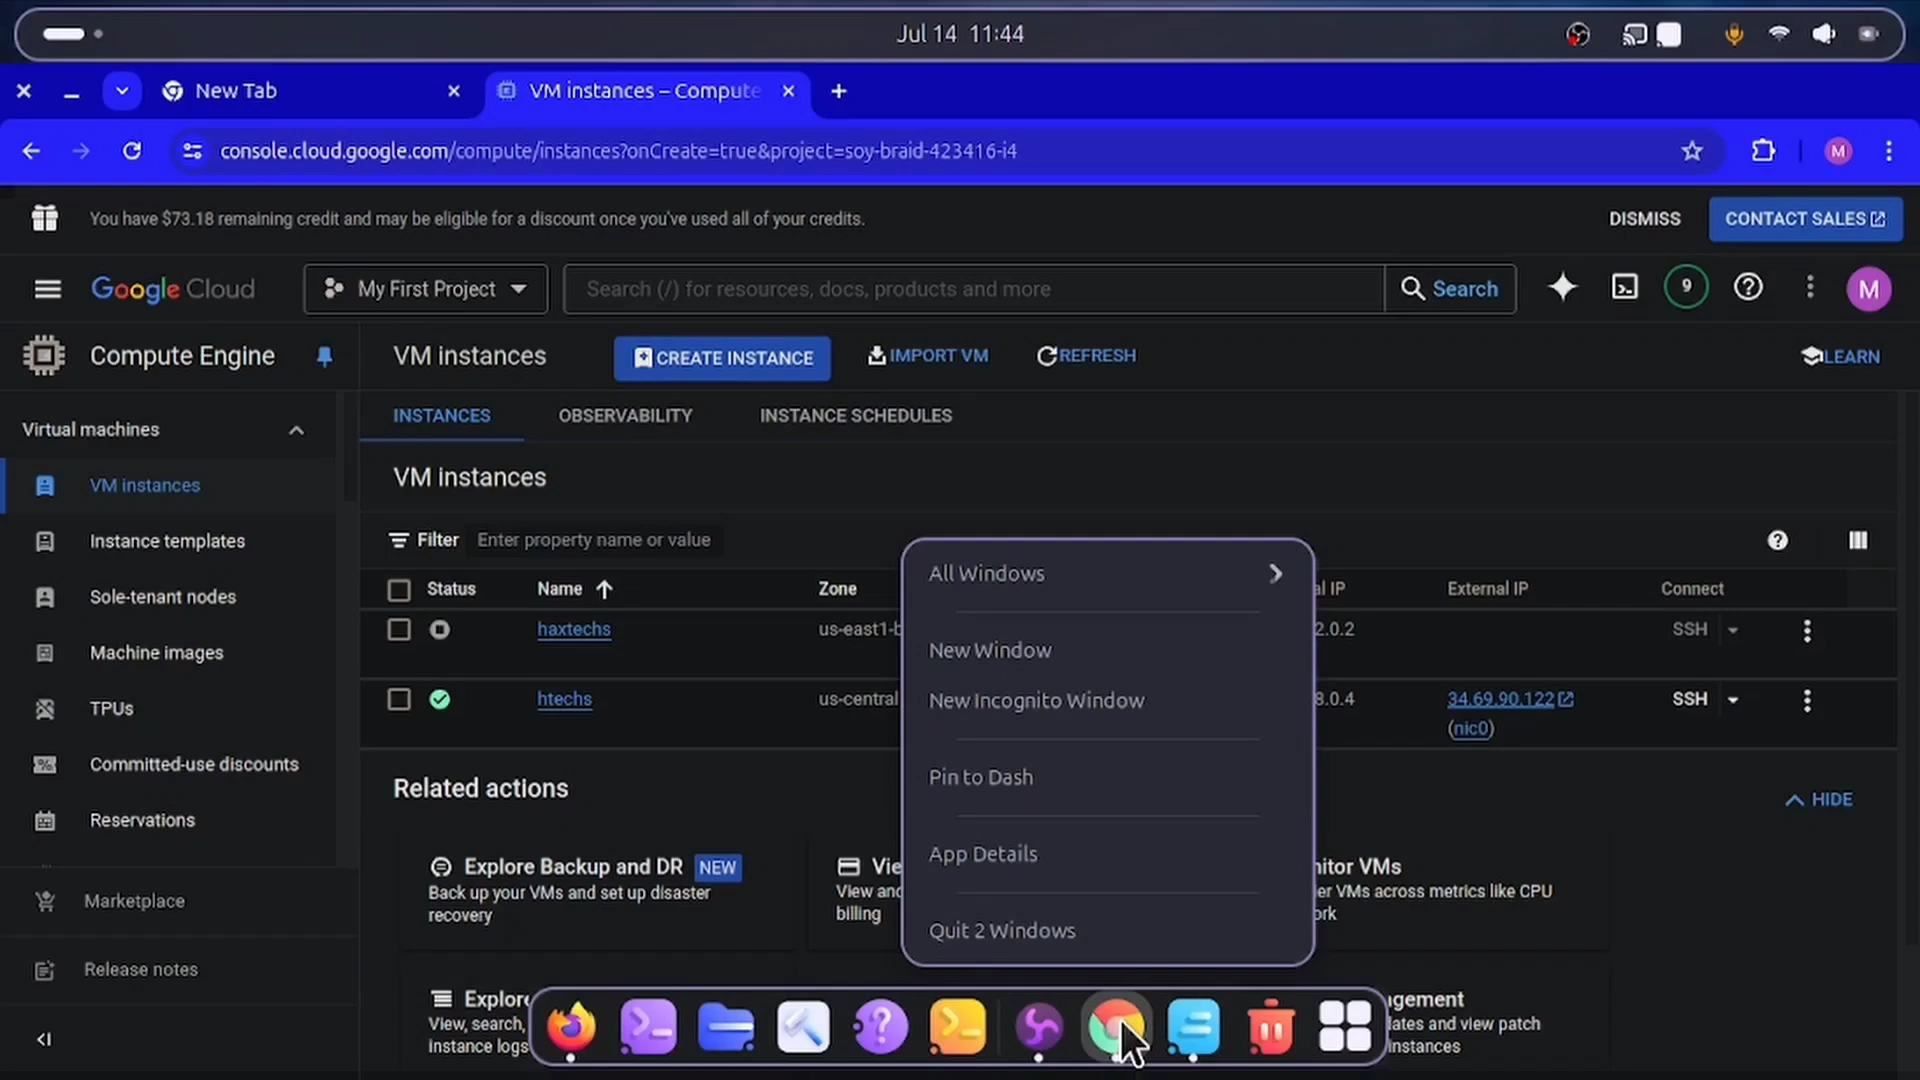 Jul 14 11:44
New Tab
VM instances – Compute
console.cloud.google.com/compute/instances?onCreate=true&project=soy-braid-423416-i4
M
You have $73.18 remaining credit and may be eligible for a discount once you've used all of your credits.
DISMISS
CONTACT SALES
Google Cloud
My First Project
Search (/) for resources, docs, products and more
Search
9
M
Compute Engine
VM instances
CREATE INSTANCE
IMPORT VM
REFRESH
LEARN
Virtual machines
VM instances
Instance templates
Sole-tenant nodes
Machine images
TPUs
Committed-use discounts
Reservations
Marketplace
Release notes
INSTANCES
OBSERVABILITY
INSTANCE SCHEDULES
VM instances
Filter
Enter property name or value
Status
Name
Zone
al IP
External IP
Connect
haxtechs
us-east1-b
2.0.2
SSH
htechs
us-central
8.0.4
34.69.90.122
(nic0)
SSH
Related actions
HIDE
Explore Backup and DR NEW
Back up your VMs and set up disaster
recovery
Vie
View and
billing
nitor VMs
er VMs across metrics like CPU
ork
Explore
View, search,
instance logs
agement
dates and view patch
instances
All Windows
New Window
New Incognito Window
Pin to Dash
App Details
Quit 2 Windows